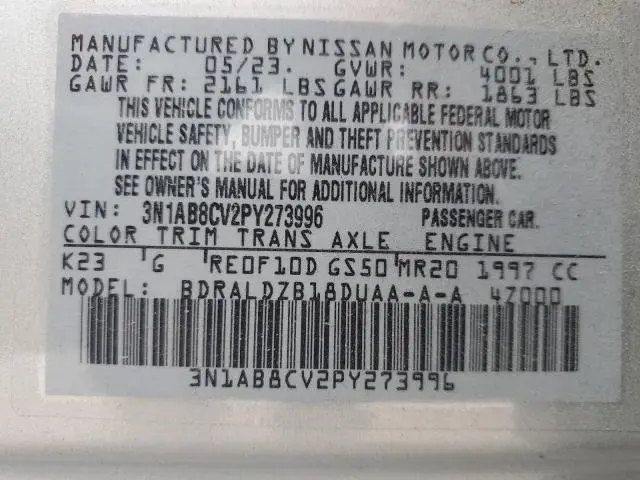 MANUFACTURED BY NISSAN MOTOR CO., LTD.
DATE: 05/23. GVWR: 4001 LBS
GAWR FR: 2161 LBS GAWR RR: 1863 LBS
THIS VEHICLE CONFORMS TO ALL APPLICABLE FEDERAL MOTOR
VEHICLE SAFETY, BUMPER AND THEFT PREVENTION STANDARDS
IN EFFECT ON THE DATE OF MANUFACTURE SHOWN ABOVE.
SEE OWNER'S MANUAL FOR ADDITIONAL INFORMATION.
VIN: 3N1AB8CV2PY273996 PASSENGER CAR.
COLOR TRIM TRANS AXLE ENGINE
K23 G RE0F10D GS50 MR20 1997 CC
MODEL: BDRALDZB18DUAA-A-A 47000
3N1AB8CV2PY273996